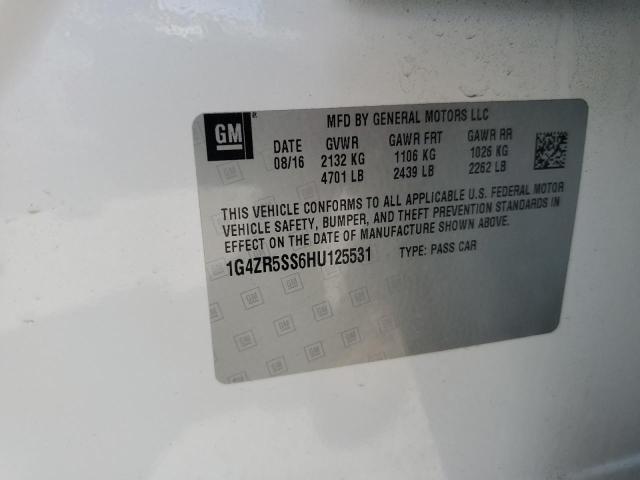 GM
MFD BY GENERAL MOTORS LLC
DATE GVWR GAWR FRT GAWR RR
08/16 2132 KG 1106 KG 1026 KG
4701 LB 2439 LB 2262 LB
THIS VEHICLE CONFORMS TO ALL APPLICABLE U.S. FEDERAL MOTOR
VEHICLE SAFETY, BUMPER, AND THEFT PREVENTION STANDARDS IN
EFFECT ON THE DATE OF MANUFACTURE SHOWN ABOVE.
1G4ZR5SS6HU125531 TYPE: PASS CAR